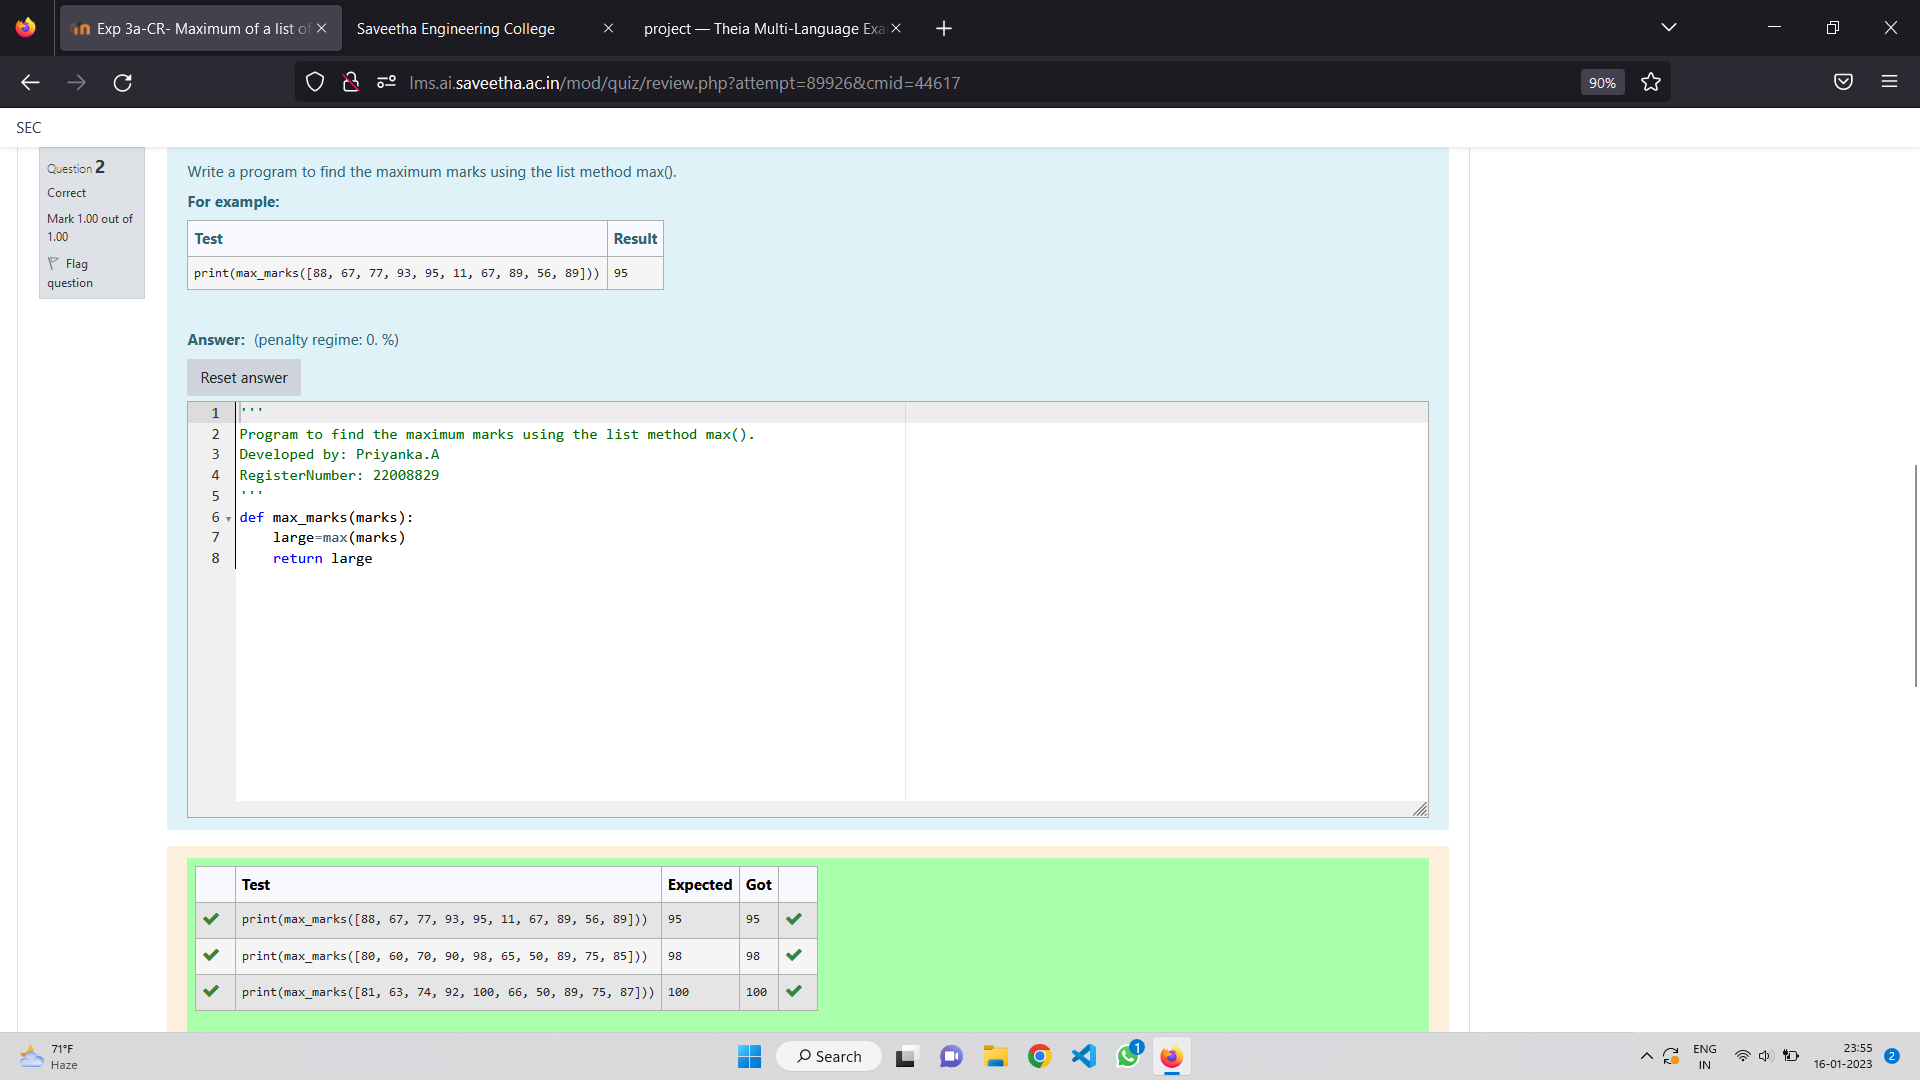 Exp 3a-CR- Maximum of a list of
Saveetha Engineering College
project — Theia Multi-Language Exa
lms.ai.saveetha.ac.in/mod/quiz/review.php?attempt=89926&cmid=44617
90%
SEC
Question 2
Correct
Mark 1.00 out of
1.00
Flag
question
Write a program to find the maximum marks using the list method max().
For example:
Test Result
print(max_marks([88, 67, 77, 93, 95, 11, 67, 89, 56, 89])) 95
Answer: (penalty regime: 0. %)
Reset answer
1 '''
2 Program to find the maximum marks using the list method max().
3 Developed by: Priyanka.A
4 RegisterNumber: 22008829
5 '''
6 def max_marks(marks):
7 large=max(marks)
8 return large
Test Expected Got
print(max_marks([88, 67, 77, 93, 95, 11, 67, 89, 56, 89])) 95 95
print(max_marks([80, 60, 70, 90, 98, 65, 50, 89, 75, 85])) 98 98
print(max_marks([81, 63, 74, 92, 100, 66, 50, 89, 75, 87])) 100 100
71°F
Haze
Search
1
ENG
IN
23:55
16-01-2023
2